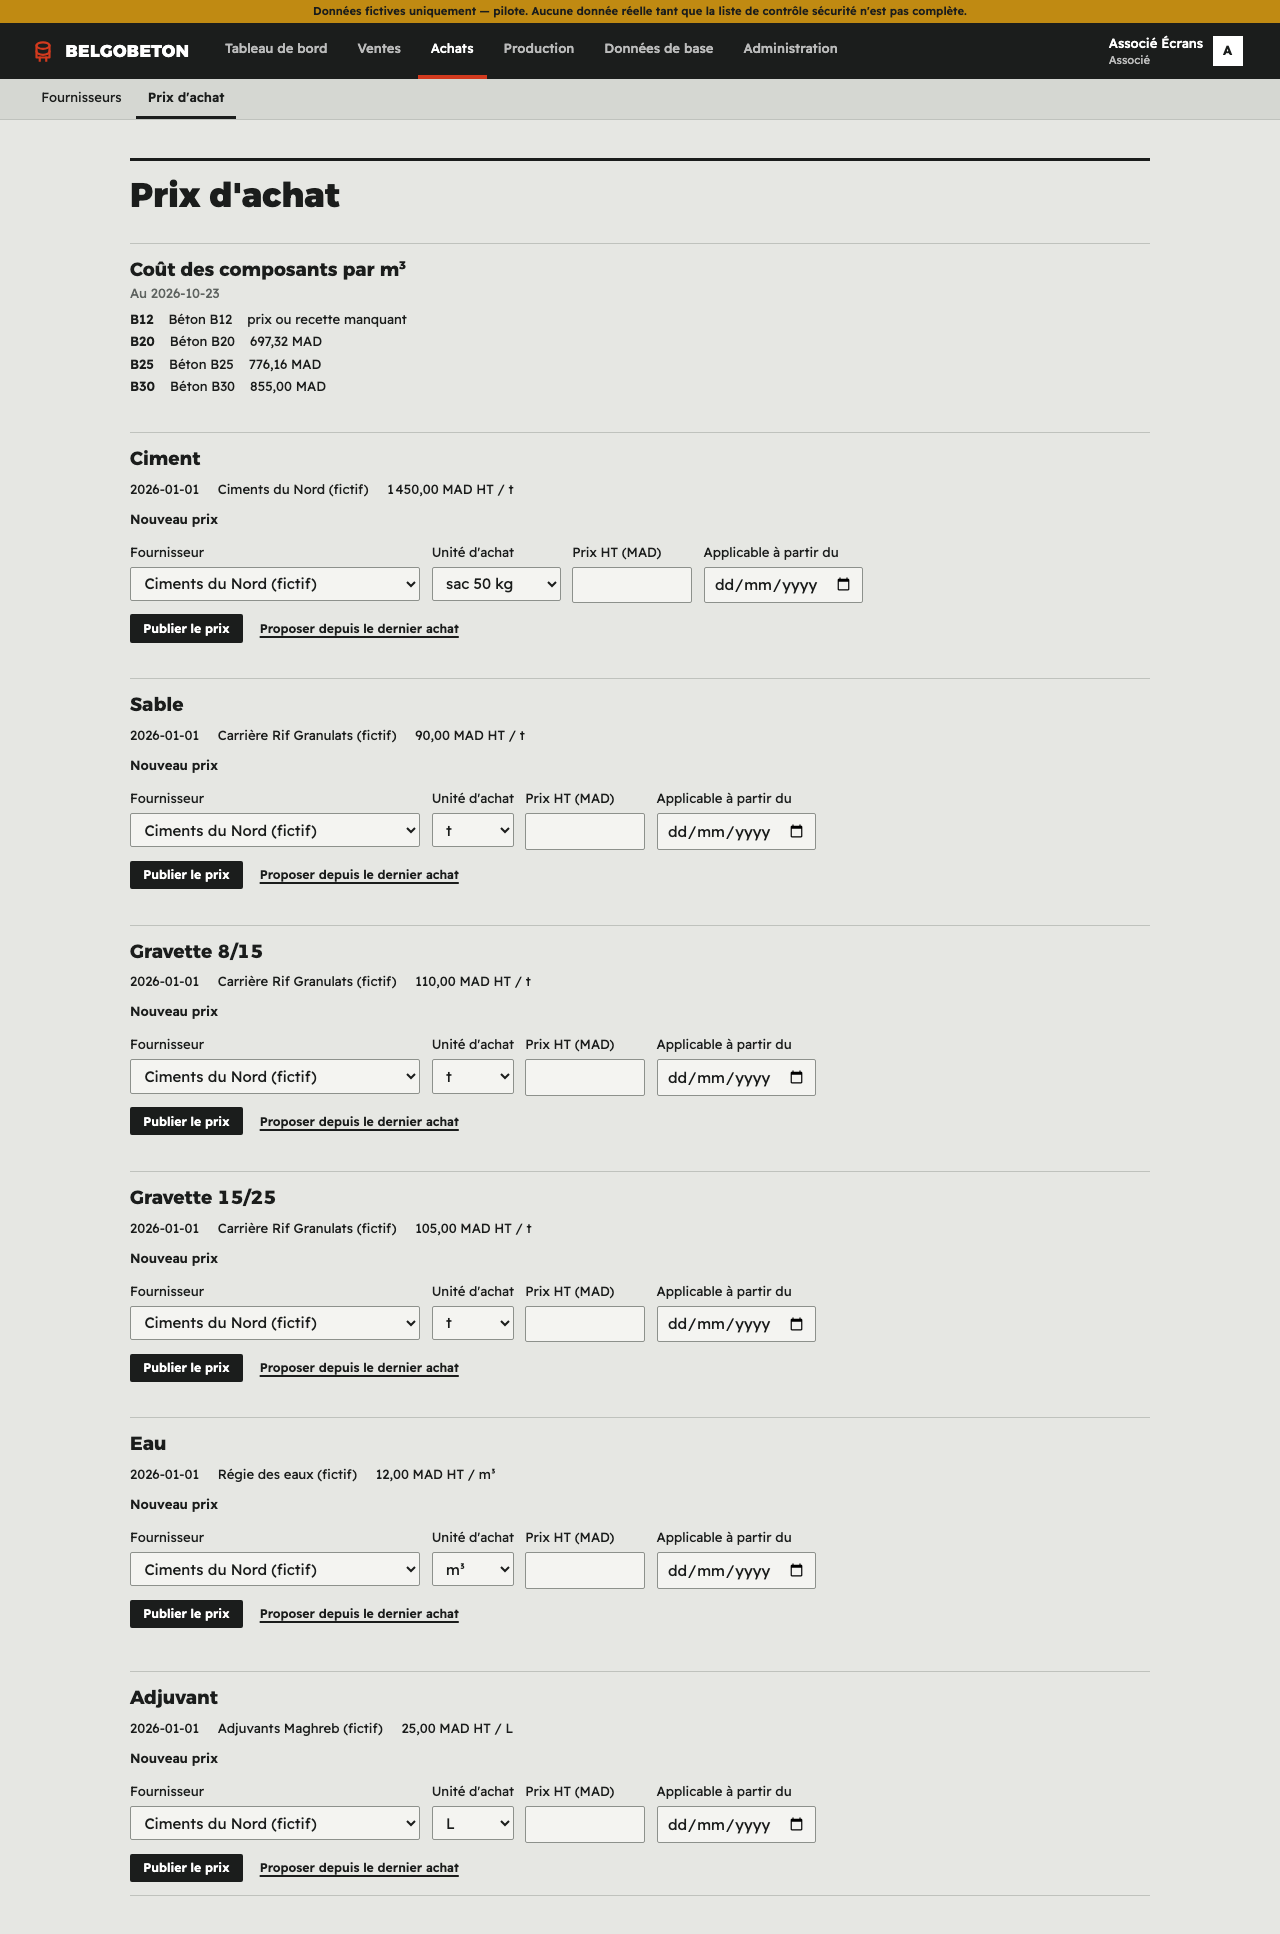 Données fictives uniquement — pilote. Aucune donnée réelle tant que la liste de contrôle sécurité n'est pas complète.
BELGOBETON Tableau de bord Ventes Achats Production Données de base Administration Associé Écrans A
Associé
Fournisseurs Prix d'achat
Prix d'achat
Coût des composants par m³
Au 2026-10-23
B12 Béton B12 prix ou recette manquant
B20 Béton B20 697,32 MAD
B25 Béton B25 776,16 MAD
B30 Béton B30 855,00 MAD
Ciment
2026-01-01 Ciments du Nord (fictif) 1 450,00 MAD HT / t
Nouveau prix
Fournisseur Unité d'achat Prix HT (MAD) Applicable à partir du
Ciments du Nord (fictif) sac 50 kg dd/mm/yyyy
Publier le prix Proposer depuis le dernier achat
Sable
2026-01-01 Carrière Rif Granulats (fictif) 90,00 MAD HT / t
Nouveau prix
Fournisseur Unité d'achat Prix HT (MAD) Applicable à partir du
Ciments du Nord (fictif) t dd/mm/yyyy
Publier le prix Proposer depuis le dernier achat
Gravette 8/15
2026-01-01 Carrière Rif Granulats (fictif) 110,00 MAD HT / t
Nouveau prix
Fournisseur Unité d'achat Prix HT (MAD) Applicable à partir du
Ciments du Nord (fictif) t dd/mm/yyyy
Publier le prix Proposer depuis le dernier achat
Gravette 15/25
2026-01-01 Carrière Rif Granulats (fictif) 105,00 MAD HT / t
Nouveau prix
Fournisseur Unité d'achat Prix HT (MAD) Applicable à partir du
Ciments du Nord (fictif) t dd/mm/yyyy
Publier le prix Proposer depuis le dernier achat
Eau
2026-01-01 Régie des eaux (fictif) 12,00 MAD HT / m³
Nouveau prix
Fournisseur Unité d'achat Prix HT (MAD) Applicable à partir du
Ciments du Nord (fictif) m³ dd/mm/yyyy
Publier le prix Proposer depuis le dernier achat
Adjuvant
2026-01-01 Adjuvants Maghreb (fictif) 25,00 MAD HT / L
Nouveau prix
Fournisseur Unité d'achat Prix HT (MAD) Applicable à partir du
Ciments du Nord (fictif) L dd/mm/yyyy
Publier le prix Proposer depuis le dernier achat